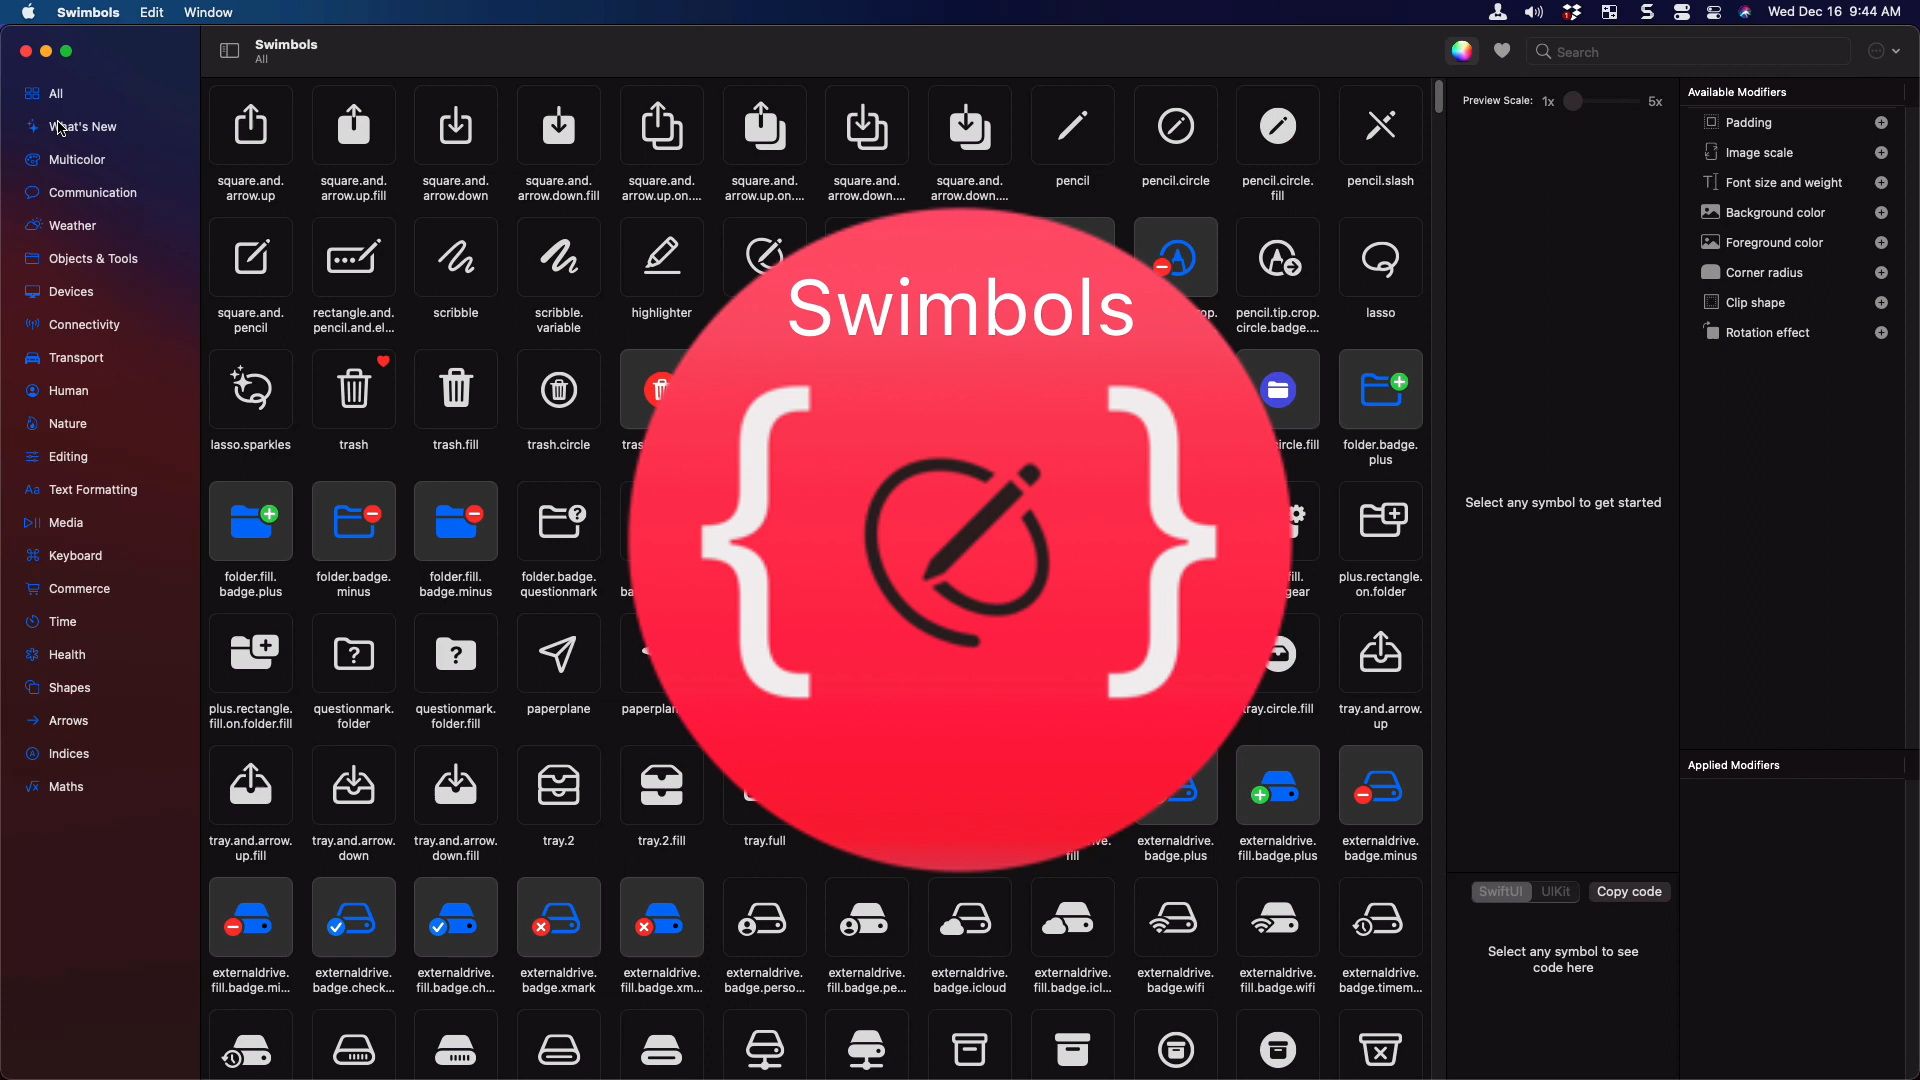 Swimbols Edit Window
Wed Dec 16 9:44 AM
Swimbols
All
Search
All
What's New
Multicolor
Communication
Weather
Objects & Tools
Devices
Connectivity
Transport
Human
Nature
Editing
Aa Text Formatting
Media
Keyboard
Commerce
Time
Health
Shapes
Arrows
Indices
Maths
square.and.
arrow.up
square.and.
arrow.up.fill
square.and.
arrow.down
square.and.
arrow.down.fill
square.and.
arrow.up.on....
square.and.
arrow.up.on....
square.and.
arrow.down....
square.and.
arrow.down....
pencil
pencil.circle
pencil.circle.
fill
pencil.slash
square.and.
pencil
rectangle.and.
pencil.and.el...
scribble
scribble.
variable
highlighter
pencil.tip.crop.
circle.badge....
lasso
Swimbols
lasso.sparkles
trash
trash.fill
trash.circle
folder.badge.
plus
folder.fill.
badge.plus
folder.badge.
minus
folder.fill.
badge.minus
folder.badge.
questionmark
plus.rectangle.
on.folder
plus.rectangle.
fill.on.folder.fill
questionmark.
folder
questionmark.
folder.fill
paperplane
tray.circle.fill
tray.and.arrow.
up
tray.and.arrow.
up.fill
tray.and.arrow.
down
tray.and.arrow.
down.fill
tray.2
tray.2.fill
tray.full
fill
externaldrive.
badge.plus
externaldrive.
fill.badge.plus
externaldrive.
badge.minus
externaldrive.
fill.badge.mi...
externaldrive.
badge.check...
externaldrive.
fill.badge.ch...
externaldrive.
badge.xmark
externaldrive.
fill.badge.xm...
externaldrive.
badge.perso...
externaldrive.
fill.badge.pe...
externaldrive.
badge.icloud
externaldrive.
fill.badge.icl...
externaldrive.
badge.wifi
externaldrive.
fill.badge.wifi
externaldrive.
badge.timem...
Preview Scale: 1x 5x
Select any symbol to get started
SwiftUI UIKit Copy code
Select any symbol to see
code here
Available Modifiers
Padding
Image scale
Font size and weight
Background color
Foreground color
Corner radius
Clip shape
Rotation effect
Applied Modifiers